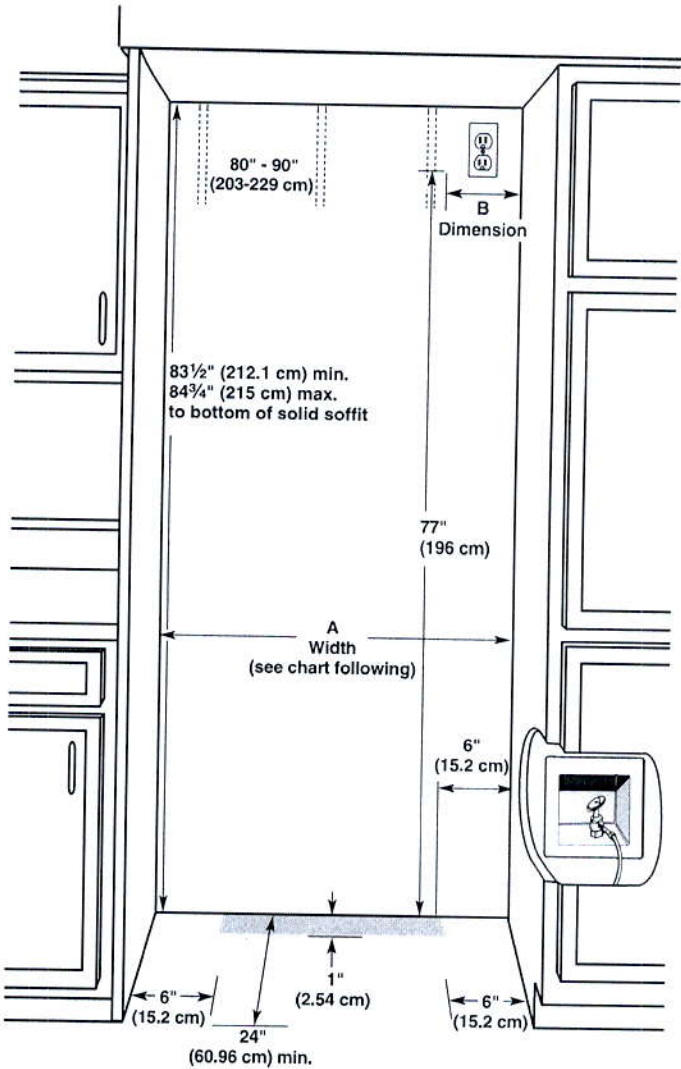 80" - 90"
(203-229 cm)
B
Dimension
83½" (212.1 cm) min.
84¾" (215 cm) max.
to bottom of solid soffit
77"
(196 cm)
A
Width
(see chart following)
6"
(15.2 cm)
1"
(2.54 cm)
6"
(15.2 cm)
6"
(15.2 cm)
24"
(60.96 cm) min.